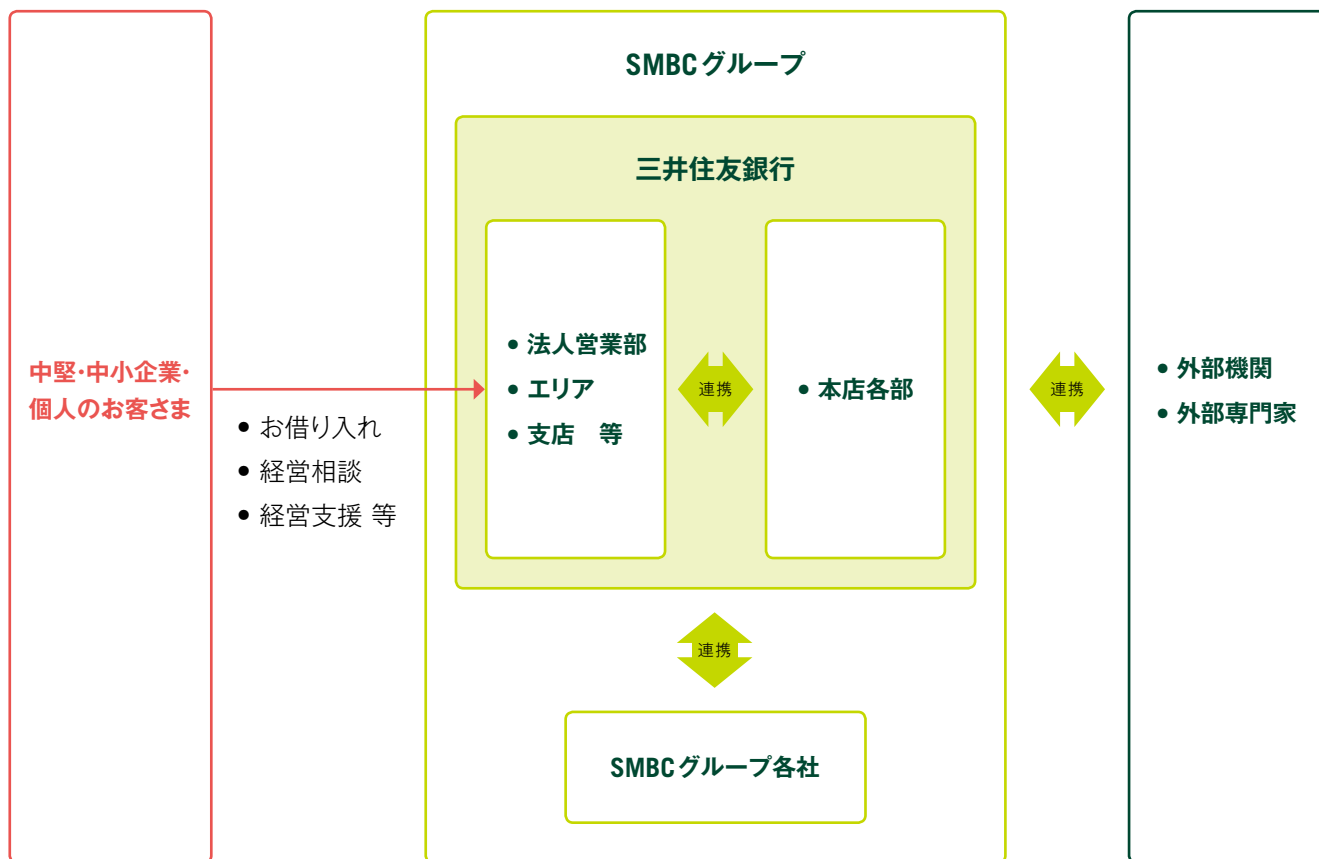 中堅・中小企業・
個人のお客さま
• お借り入れ
• 経営相談
• 経営支援 等
SMBCグループ
三井住友銀行
• 法人営業部
• エリア
• 支店　等
連携
• 本店各部
連携
SMBCグループ各社
連携
• 外部機関
• 外部専門家